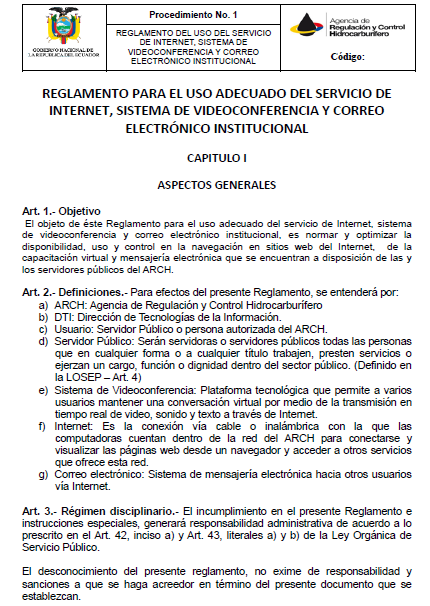 GOBIERNO NACIONAL DE
LA REPUBLICA DEL ECUADOR
Procedimiento No. 1
REGLAMENTO DEL USO DEL SERVICIO
DE INTERNET, SISTEMA DE
VIDEOCONFERENCIA Y CORREO
ELECTRÓNICO INSTITUCIONAL
Agencia de
Regulación y Control
Hidrocarburífero
Código:
REGLAMENTO PARA EL USO ADECUADO DEL SERVICIO DE
INTERNET, SISTEMA DE VIDEOCONFERENCIA Y CORREO
ELECTRÓNICO INSTITUCIONAL
CAPITULO I
ASPECTOS GENERALES
Art. 1.- Objetivo
El objeto de éste Reglamento para el uso adecuado del servicio de Internet, sistema
de videoconferencia y correo electrónico institucional, es normar y optimizar la
disponibilidad, uso y control en la navegación en sitios web del Internet, de la
capacitación virtual y mensajería electrónica que se encuentran a disposición de las y
los servidores públicos del ARCH.
Art. 2.- Definiciones.- Para efectos del presente Reglamento, se entenderá por:
a) ARCH: Agencia de Regulación y Control Hidrocarburífero
b) DTI: Dirección de Tecnologías de la Información.
c) Usuario: Servidor Público o persona autorizada del ARCH.
d) Servidor Público: Serán servidoras o servidores públicos todas las personas
que en cualquier forma o a cualquier título trabajen, presten servicios o
ejerzan un cargo, función o dignidad dentro del sector público. (Definido en
la LOSEP – Art. 4)
e) Sistema de Videoconferencia: Plataforma tecnológica que permite a varios
usuarios mantener una conversación virtual por medio de la transmisión en
tiempo real de video, sonido y texto a través de Internet.
f) Internet: Es la conexión vía cable o inalámbrica con la que las
computadoras cuentan dentro de la red del ARCH para conectarse y
visualizar las páginas web desde un navegador y acceder a otros servicios
que ofrece esta red.
g) Correo electrónico: Sistema de mensajería electrónica hacia otros usuarios
vía Internet.
Art. 3.- Régimen disciplinario.- El incumplimiento en el presente Reglamento e
instrucciones especiales, generará responsabilidad administrativa de acuerdo a lo
prescrito en el Art. 42, inciso a) y Art. 43, literales a) y b) de la Ley Orgánica de
Servicio Público.
El desconocimiento del presente reglamento, no exime de responsabilidad y
sanciones a que se haga acreedor en término del presente documento que se
establezcan.